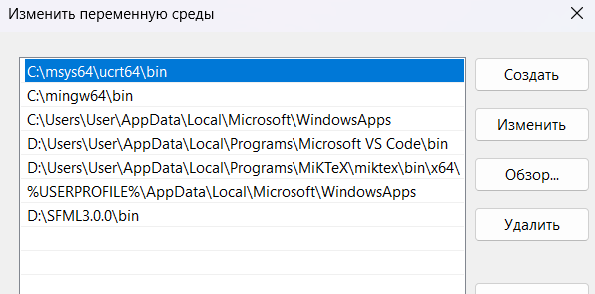 Изменить переменную среды
C:\msys64\ucrt64\bin
Создать
C:\mingw64\bin
C:\Users\User\AppData\Local\Microsoft\WindowsApps
Изменить
D:\Users\User\AppData\Local\Programs\Microsoft VS Code\bin
D:\Users\User\AppData\Local\Programs\MiKTeX\miktex\bin\x64\
Обзор...
%USERPROFILE%\AppData\Local\Microsoft\WindowsApps
D:\SFML3.0.0\bin
Удалить